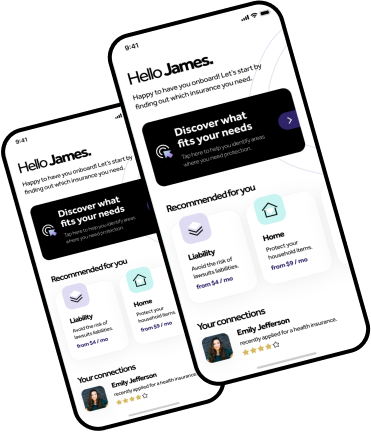 9:41
Hello James.
Happy to have you onboard! Let's start by
finding out which insurance you need.
Discover what
fits your needs
Tap here to help you identify areas
where you need protection.
Recommended for you
Liability
Avoid the risk of
lawsuits liabilities.
from $4 / mo
Home
Protect your
household items.
from $9 / mo
Your connections
Emily Jefferson
recently applied for a health insurance.
9:41
Hello James.
Happy to have you onboard! Let's start by
finding out which insurance you need.
Discover what
fits your needs
Tap here to help you identify areas
where you need protection.
Recommended for you
Liability
Avoid the risk of
lawsuits liabilities.
from $4 / mo
Home
Protect your
household items.
from $9 / mo
Your connections
Emily Jefferson
recently applied for a health insurance